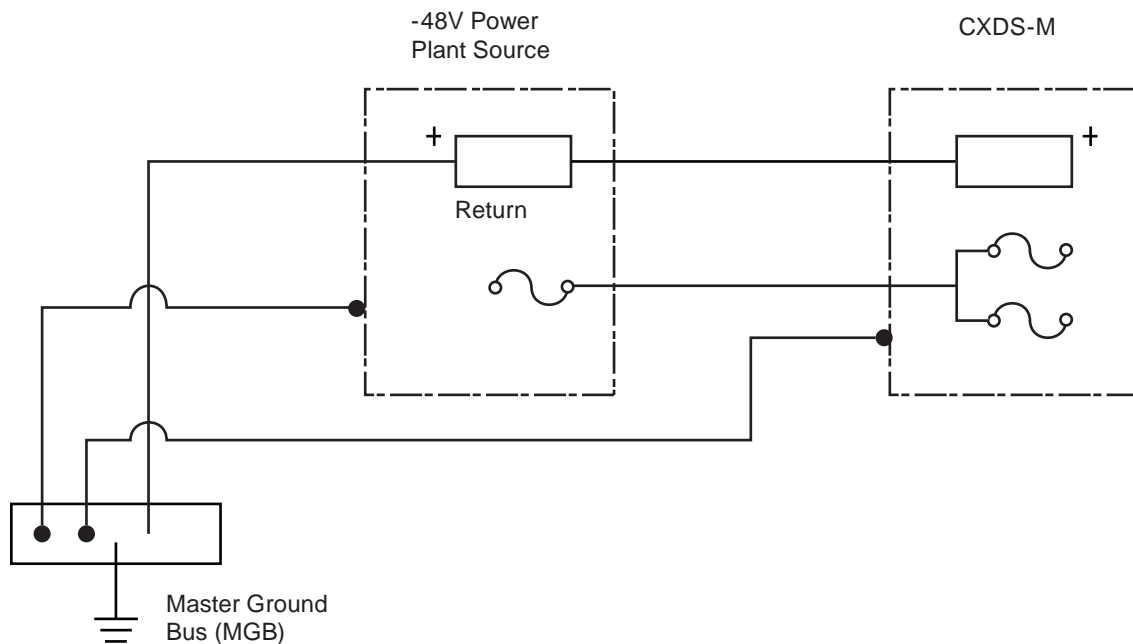 -48V Power
Plant Source
CXDS-M
+
+
Return
Master Ground
Bus (MGB)